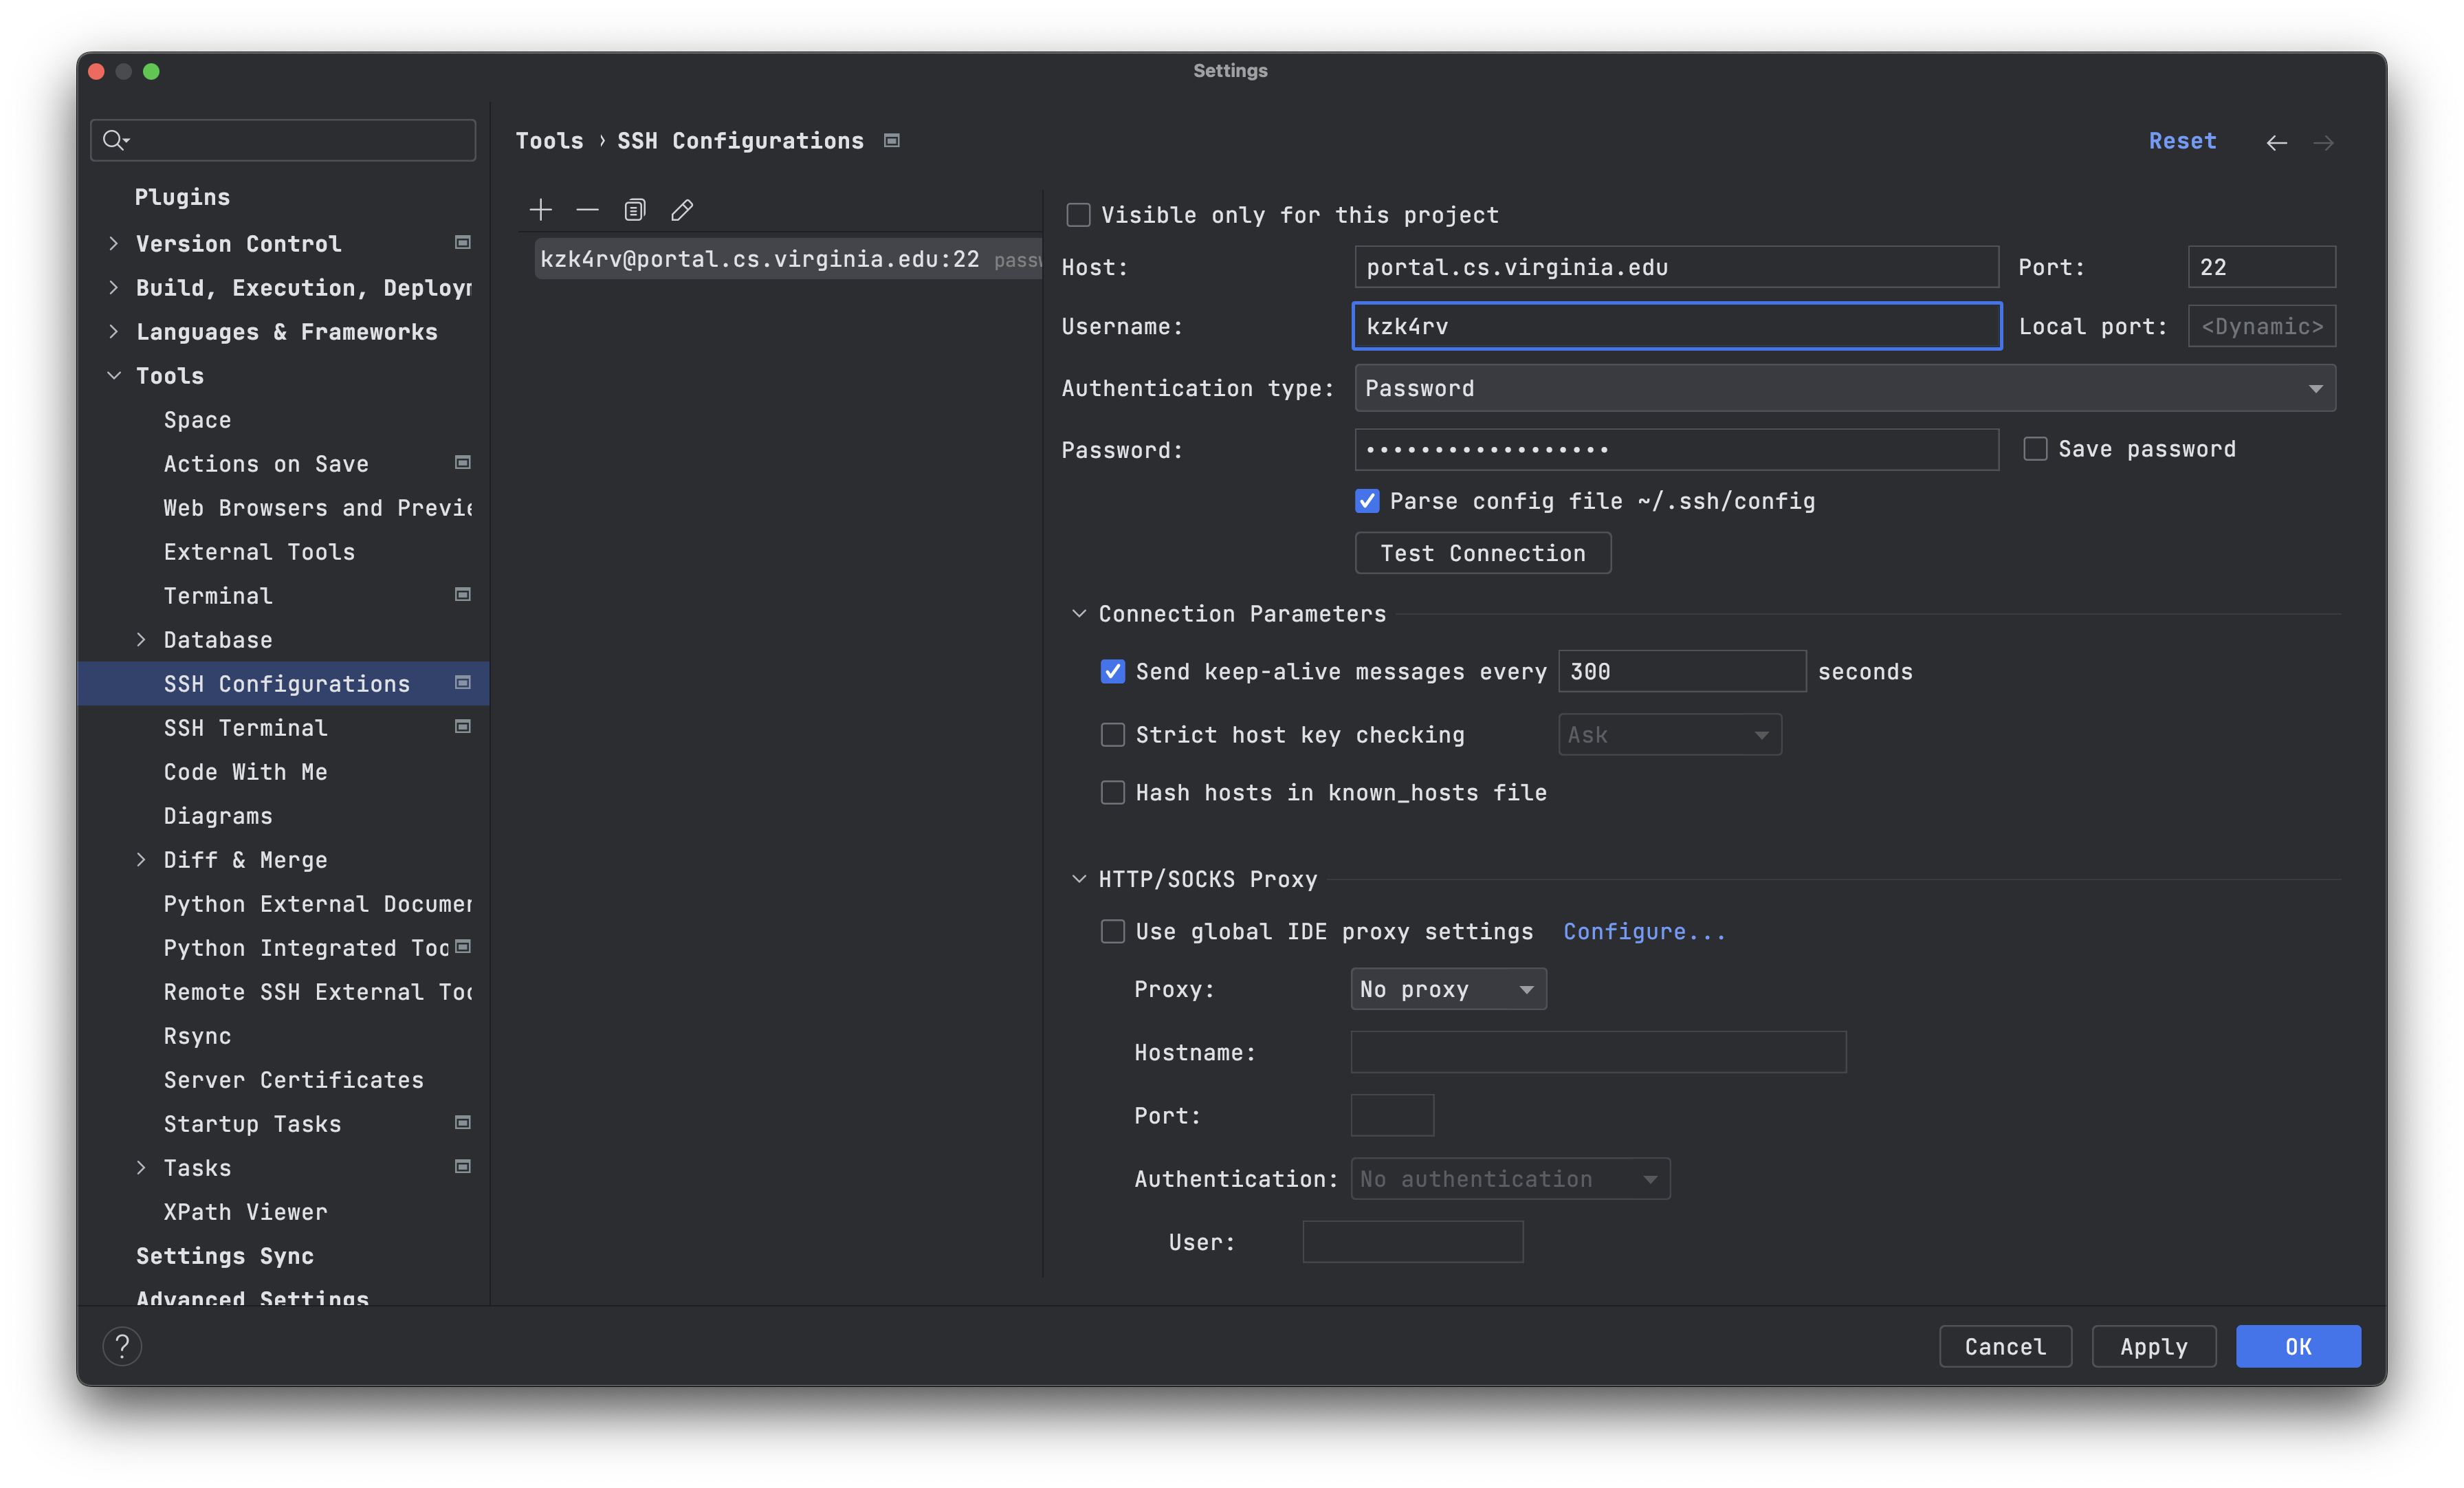 Settings
Plugins
Version Control
Build, Execution, Deploym
Languages & Frameworks
Tools
Space
Actions on Save
Web Browsers and Previe
External Tools
Terminal
Database
SSH Configurations
SSH Terminal
Code With Me
Diagrams
Diff & Merge
Python External Documen
Python Integrated Too
Remote SSH External Too
Rsync
Server Certificates
Startup Tasks
Tasks
XPath Viewer
Settings Sync
Advanced Settings
Tools › SSH Configurations
Reset
kzk4rv@portal.cs.virginia.edu:22 passw
Visible only for this project
Host: portal.cs.virginia.edu Port: 22
Username: kzk4rv Local port: <Dynamic>
Authentication type: Password
Password: •••••••••••••••••• Save password
Parse config file ~/.ssh/config
Test Connection
Connection Parameters
Send keep-alive messages every 300 seconds
Strict host key checking Ask
Hash hosts in known_hosts file
HTTP/SOCKS Proxy
Use global IDE proxy settings Configure...
Proxy: No proxy
Hostname:
Port:
Authentication: No authentication
User:
?
Cancel Apply OK